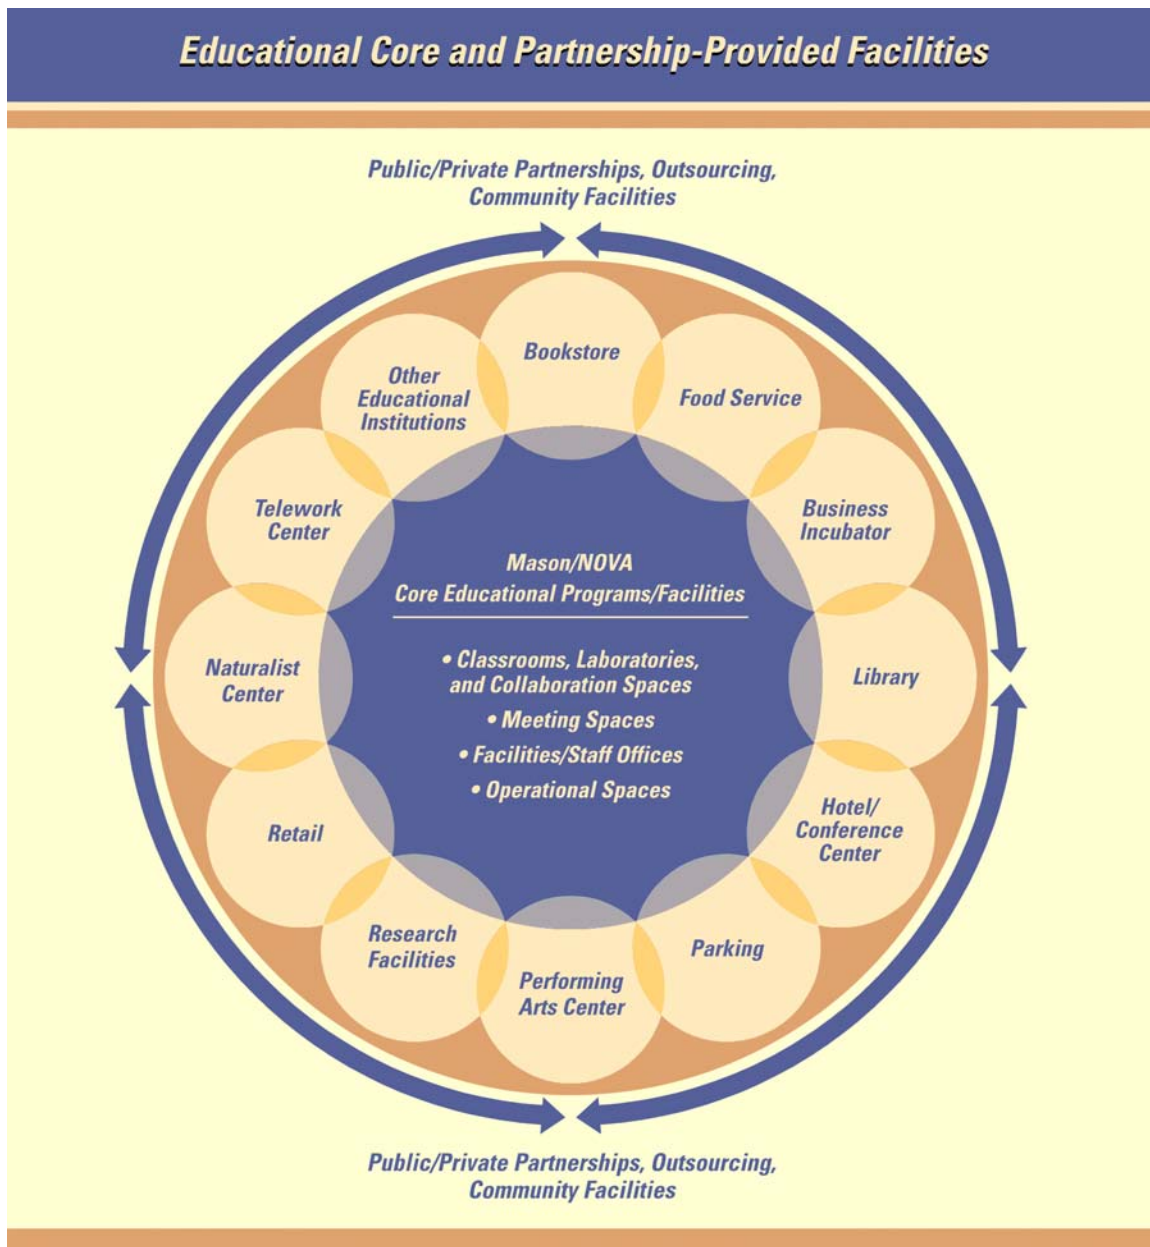 Educational Core and Partnership-Provided Facilities
Public/Private Partnerships, Outsourcing,
Community Facilities
Bookstore
Food Service
Business
Incubator
Library
Hotel/
Conference
Center
Parking
Performing
Arts Center
Research
Facilities
Retail
Naturalist
Center
Telework
Center
Other
Educational
Institutions
Mason/NOVA
Core Educational Programs/Facilities
• Classrooms, Laboratories,
and Collaboration Spaces
• Meeting Spaces
• Facilities/Staff Offices
• Operational Spaces
Public/Private Partnerships, Outsourcing,
Community Facilities